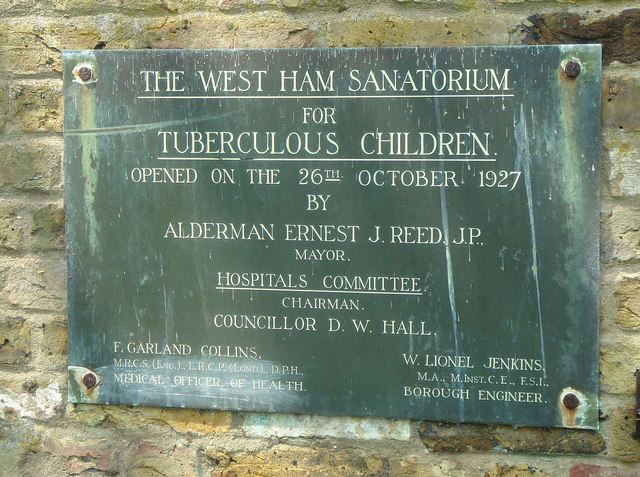 THE WEST HAM SANATORIUM
FOR
TUBERCULOUS CHILDREN.
OPENED ON THE 26TH. OCTOBER 1927
BY
ALDERMAN ERNEST J. REED, J.P.,
MAYOR.
HOSPITALS COMMITTEE.
CHAIRMAN.
COUNCILLOR D. W. HALL.
F. GARLAND COLLINS,
M.R.C.S. (ENG.), L.R.C.P. (LOND.), D.P.H.,
MEDICAL OFFICER OF HEALTH.
W. LIONEL JENKINS,
M.A., M.INST.C.E., F.S.I.,
BOROUGH ENGINEER.